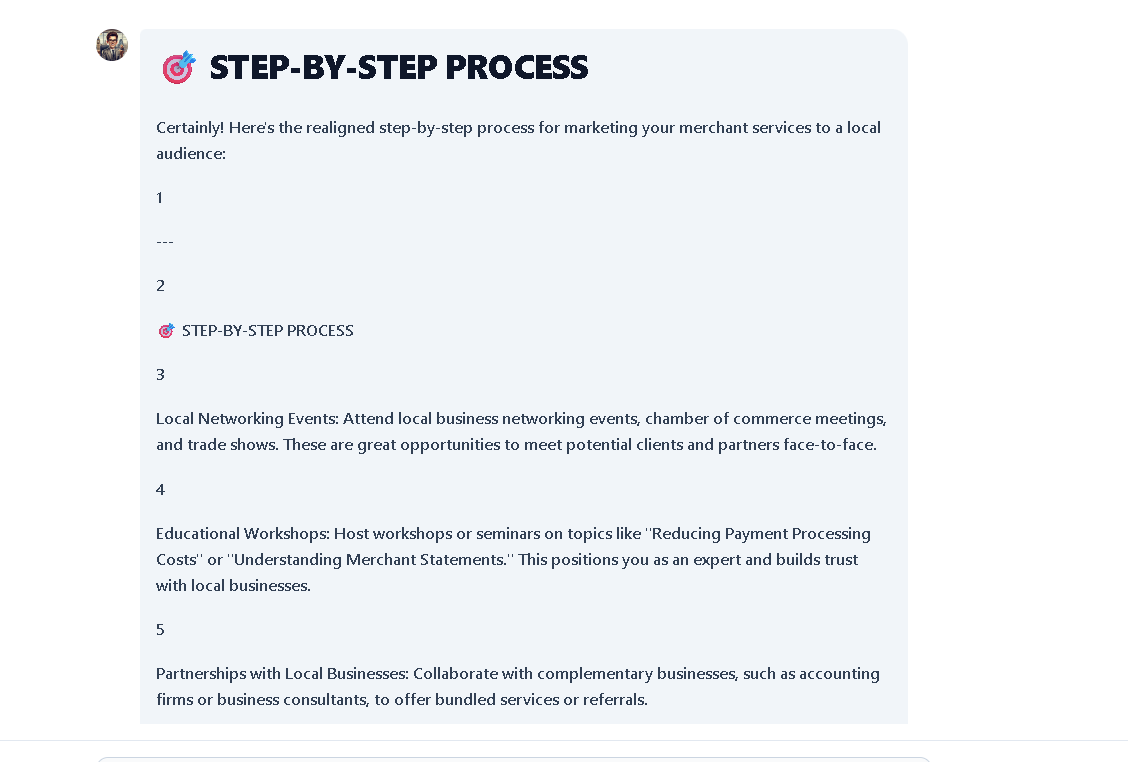 🎯 STEP-BY-STEP PROCESS
Certainly! Here's the realigned step-by-step process for marketing your merchant services to a local
audience:
1
---
2
🎯 STEP-BY-STEP PROCESS
3
Local Networking Events: Attend local business networking events, chamber of commerce meetings,
and trade shows. These are great opportunities to meet potential clients and partners face-to-face.
4
Educational Workshops: Host workshops or seminars on topics like "Reducing Payment Processing
Costs" or "Understanding Merchant Statements." This positions you as an expert and builds trust
with local businesses.
5
Partnerships with Local Businesses: Collaborate with complementary businesses, such as accounting
firms or business consultants, to offer bundled services or referrals.